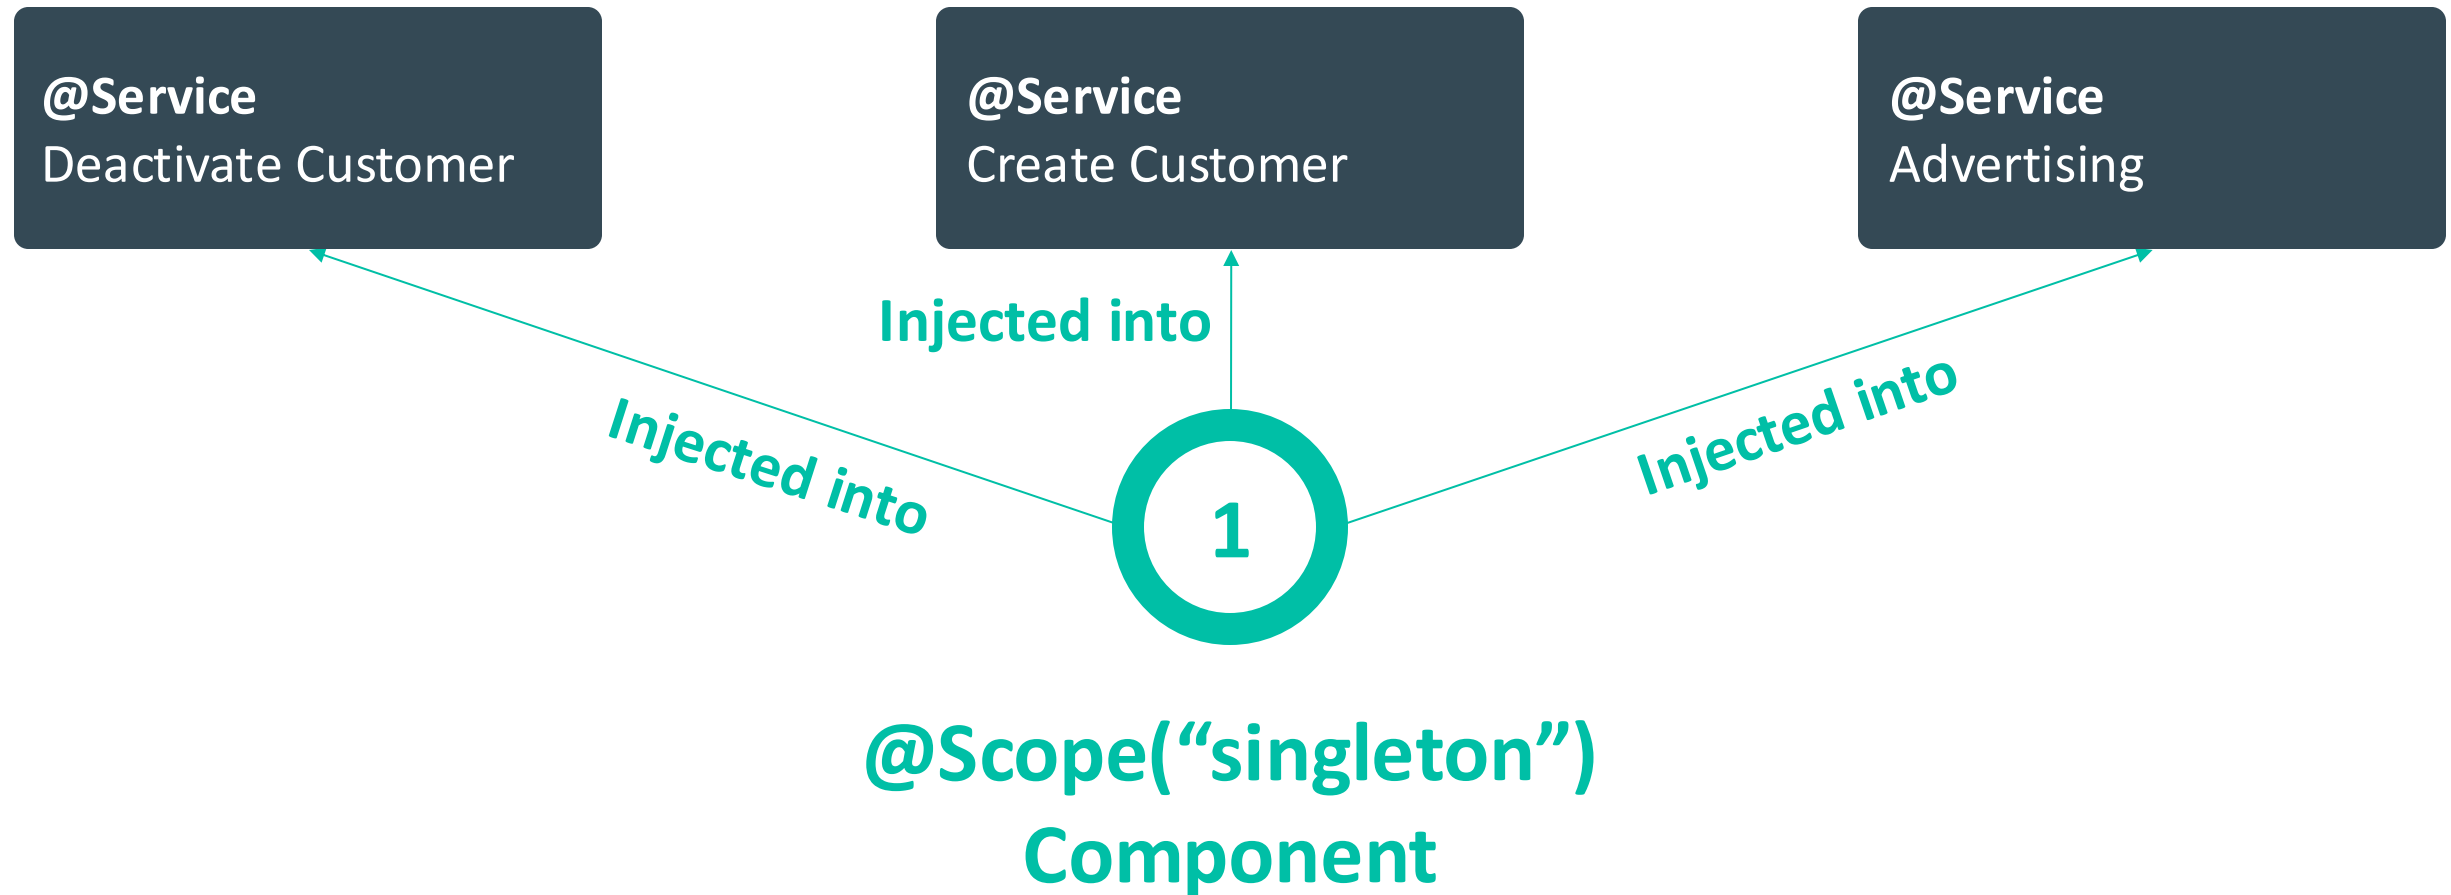 @Service
Deactivate Customer
@Service
Create Customer
@Service
Advertising
Injected into
Injected into
Injected into
1
@Scope(“singleton”)
Component